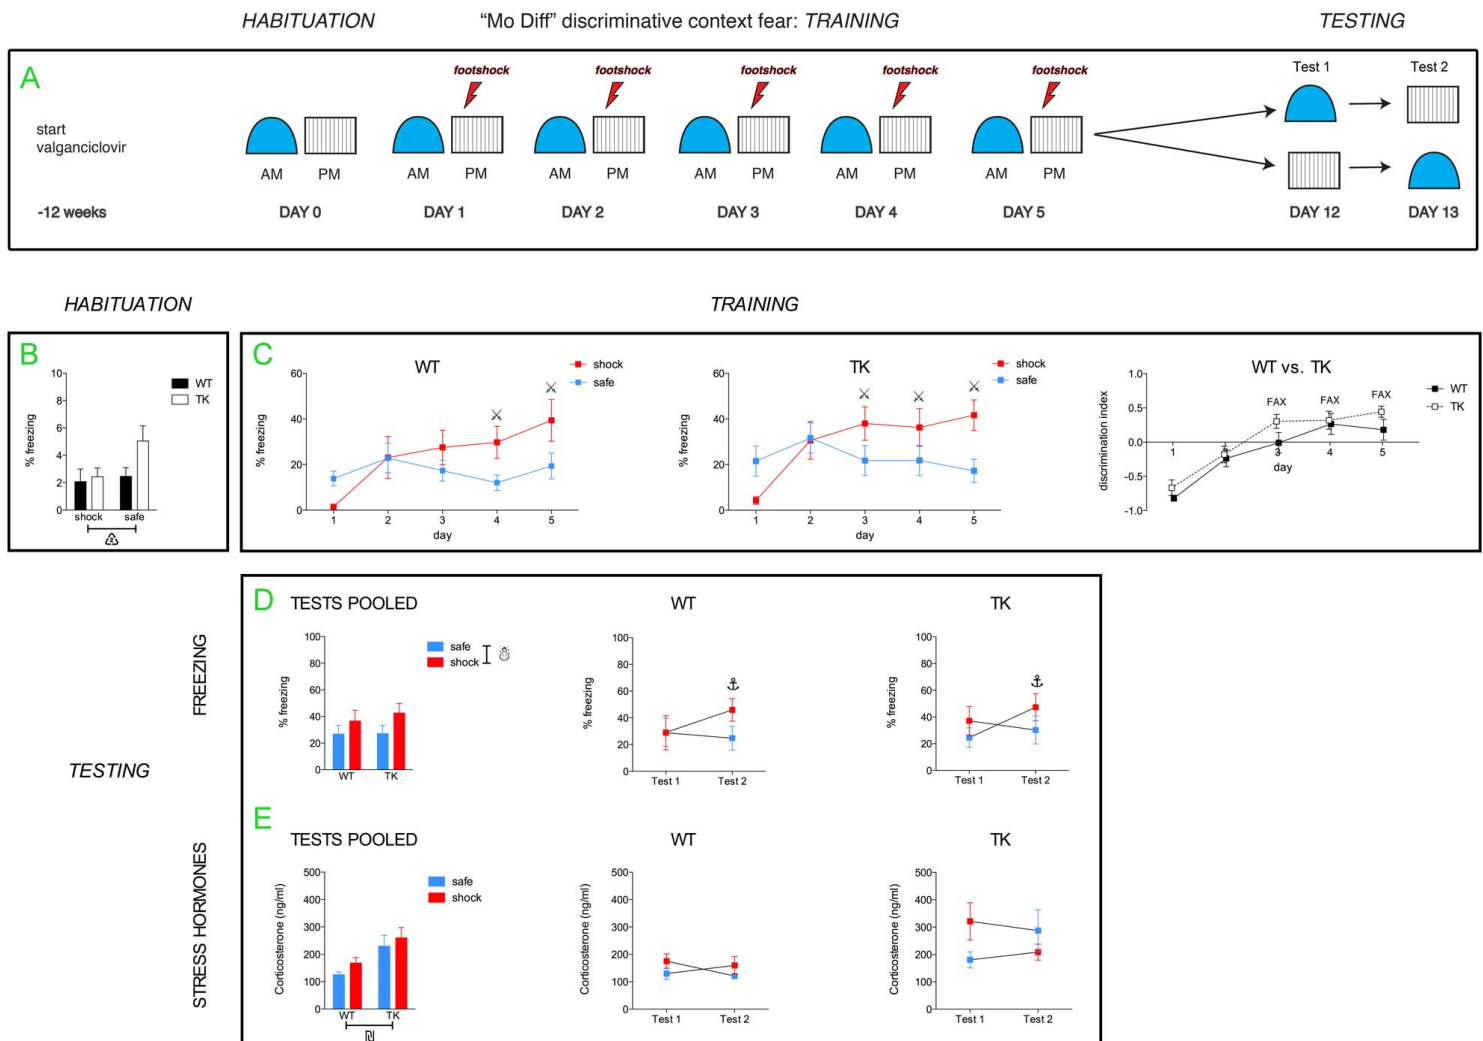 HABITUATION “Mo Diff” discriminative context fear: TRAINING TESTING
A
footshock footshock footshock footshock footshock
Test 1 Test 2
start
valganciclovir
AM PM AM PM AM PM AM PM AM PM AM PM
-12 weeks DAY 0 DAY 1 DAY 2 DAY 3 DAY 4 DAY 5 DAY 12 DAY 13
HABITUATION TRAINING
B
% freezing
10
8
6
4
2
0
WT
TK
shock safe
♴
C
WT
shock
safe
% freezing
60
40
20
0
⚔ ⚔
1 2 3 4 5
day
TK
shock
safe
% freezing
60
40
20
0
⚔ ⚔ ⚔
1 2 3 4 5
day
WT vs. TK
WT
TK
discrimination index
1.0
0.5
0.0
-0.5
-1.0
FAX FAX FAX
1 3 4 5
day
TESTING
FREEZING
D
TESTS POOLED
safe
shock
☃
% freezing
100
80
60
40
20
0
WT TK
WT
% freezing
100
80
60
40
20
0
⚓
Test 1 Test 2
TK
% freezing
100
80
60
40
20
0
⚓
Test 1 Test 2
STRESS HORMONES
E
TESTS POOLED
safe
shock
Corticosterone (ng/ml)
500
400
300
200
100
0
WT TK
₪
WT
Corticosterone (ng/ml)
500
400
300
200
100
0
Test 1 Test 2
TK
Corticosterone (ng/ml)
500
400
300
200
100
0
Test 1 Test 2